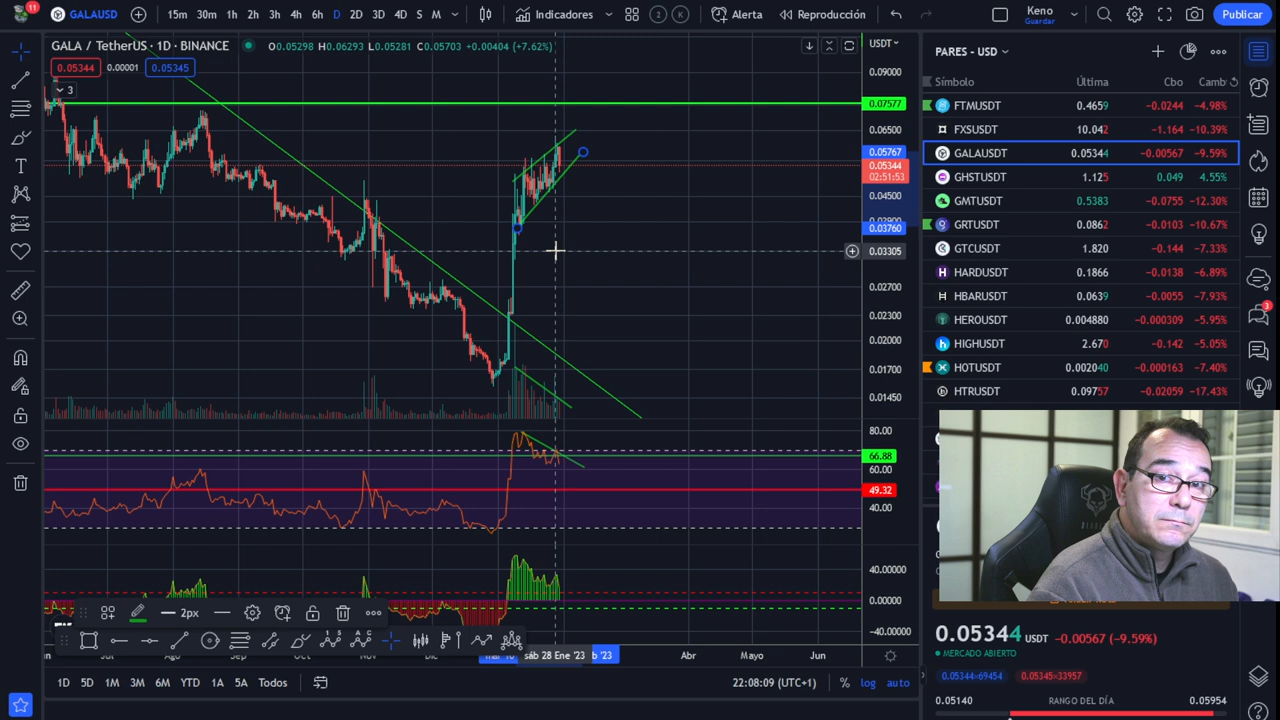 11
GALAUSD
15m 30m 1h 2h 3h 4h 6h D 2D 3D 4D S M
Indicadores
2 K
Alerta
Reproducción
Keno
Guardar
Publicar
GALA / TetherUS · 1D · BINANCE
O0.05298 H0.06293 L0.05281 C0.05703 +0.00404 (+7.62%)
USDT
0.05344
0.00001
0.05345
3
0.09000
0.07577
0.06500
0.05767
0.05344
02:51:53
0.04500
0.03760
0.03305
0.02700
0.02300
0.02000
0.01700
0.01450
80.00
66.88
60.00
49.32
40.00
40.00000
0.00000
-40.00000
2px
Jul
Ago
Sep
Nov
Dic
sáb 28 Ene '23
Abr
Mayo
Jun
1D 5D 1M 3M 6M YTD 1A 5A Todos
22:08:09 (UTC+1)
% log auto
PARES - USD
Símbolo Última Cbo Camb
FTMUSDT 0.4659 -0.0244 -4.98%
FXSUSDT 10.042 -1.164 -10.39%
GALAUSDT 0.05344 -0.00567 -9.59%
GHSTUSDT 1.125 0.049 4.55%
GMTUSDT 0.5383 -0.0755 -12.30%
GRTUSDT 0.0862 -0.0103 -10.67%
GTCUSDT 1.820 -0.144 -7.33%
HARDUSDT 0.1866 -0.0138 -6.89%
HBARUSDT 0.0639 -0.0055 -7.93%
HEROUSDT 0.004880 -0.000309 -5.95%
HIGHUSDT 2.670 -0.142 -5.05%
HOTUSDT 0.002040 -0.000163 -7.40%
HTRUSDT 0.09757 -0.02059 -17.43%
0.05344 USDT -0.00567 (-9.59%)
MERCADO ABIERTO
0.05344×69454 0.05345×33957
0.05140 RANGO DEL DÍA 0.05954
3